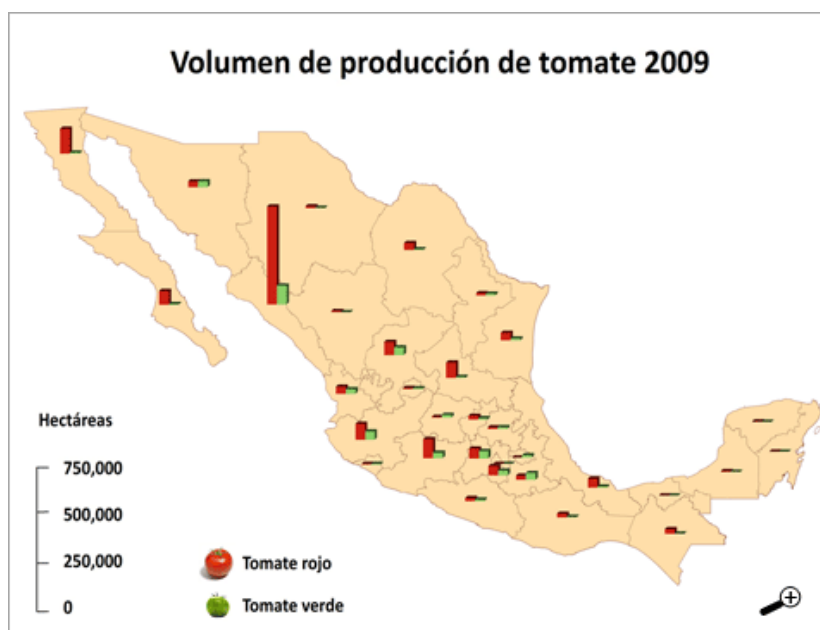 Volumen de producción de tomate 2009
Hectáreas
750,000
500,000
250,000
0
Tomate rojo
Tomate verde